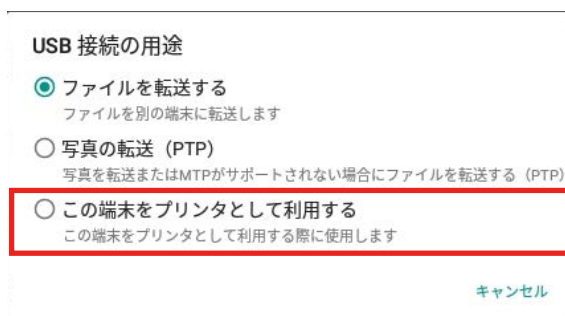 USB 接続の用途
ファイルを転送する
ファイルを別の端末に転送します
写真の転送（PTP）
写真を転送またはMTPがサポートされない場合にファイルを転送する（PTP）
この端末をプリンタとして利用する
この端末をプリンタとして利用する際に使用します
キャンセル